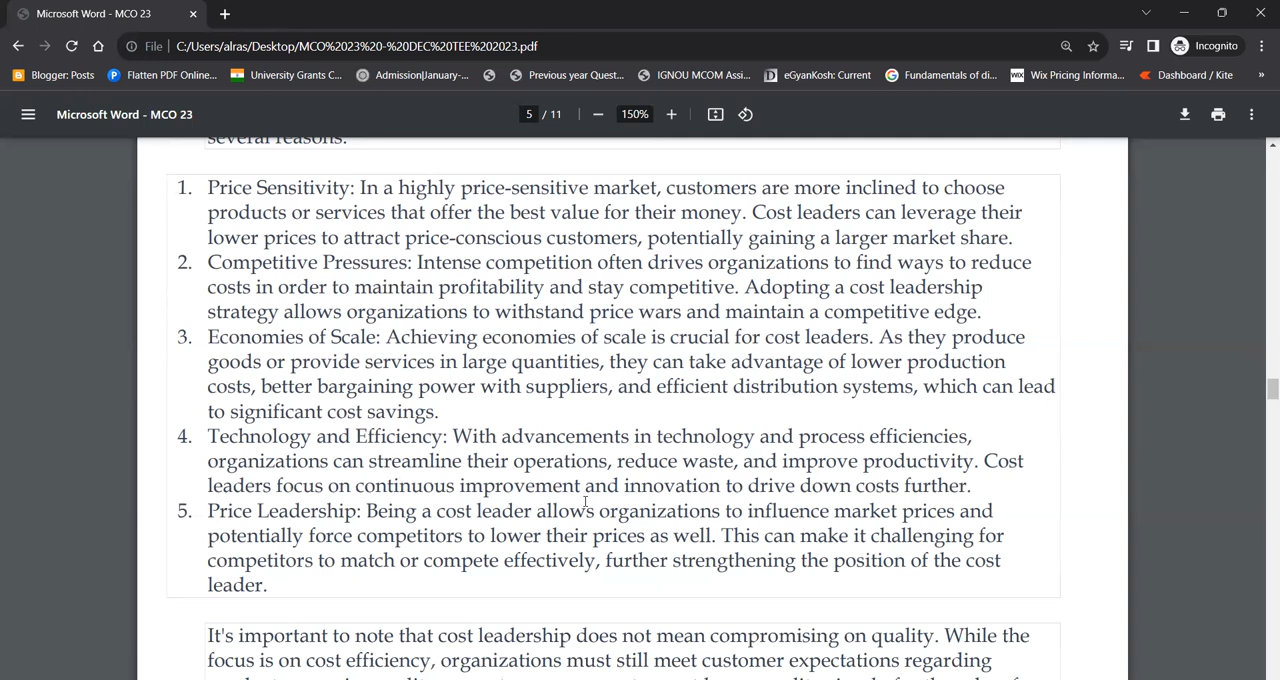 Microsoft Word - MCO 23
File
C:/Users/alras/Desktop/MCO%2023%20-%20DEC%20TEE%202023.pdf
Incognito
Blogger: Posts
Flatten PDF Online...
University Grants C...
Admission|January-...
Previous year Quest...
IGNOU MCOM Assi...
eGyanKosh: Current
Fundamentals of di...
WIX
Wix Pricing Informa...
Dashboard / Kite
»
Microsoft Word - MCO 23
5 / 11
150%
several reasons.
1. Price Sensitivity: In a highly price-sensitive market, customers are more inclined to choose
products or services that offer the best value for their money. Cost leaders can leverage their
lower prices to attract price-conscious customers, potentially gaining a larger market share.
2. Competitive Pressures: Intense competition often drives organizations to find ways to reduce
costs in order to maintain profitability and stay competitive. Adopting a cost leadership
strategy allows organizations to withstand price wars and maintain a competitive edge.
3. Economies of Scale: Achieving economies of scale is crucial for cost leaders. As they produce
goods or provide services in large quantities, they can take advantage of lower production
costs, better bargaining power with suppliers, and efficient distribution systems, which can lead
to significant cost savings.
4. Technology and Efficiency: With advancements in technology and process efficiencies,
organizations can streamline their operations, reduce waste, and improve productivity. Cost
leaders focus on continuous improvement and innovation to drive down costs further.
5. Price Leadership: Being a cost leader allows organizations to influence market prices and
potentially force competitors to lower their prices as well. This can make it challenging for
competitors to match or compete effectively, further strengthening the position of the cost
leader.
It's important to note that cost leadership does not mean compromising on quality. While the
focus is on cost efficiency, organizations must still meet customer expectations regarding